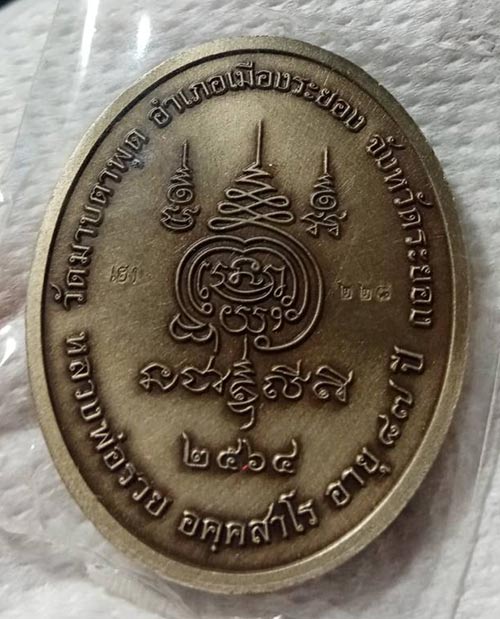 วัดมาบตาพุด อำเภอเมืองระยอง จังหวัดระยอง
๒๒๘
๒๕๖๔
หลวงพ่อรวย อคฺคสาโร อายุ ๘๗ ปี